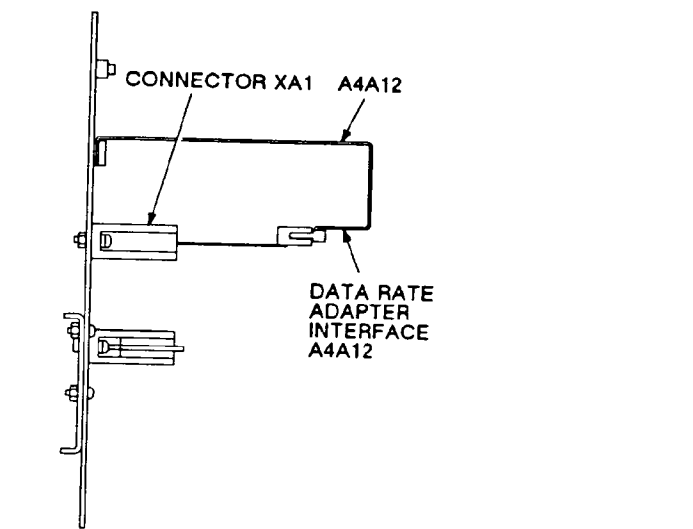 CONNECTOR XA1
A4A12
DATA RATE
ADAPTER
INTERFACE
A4A12